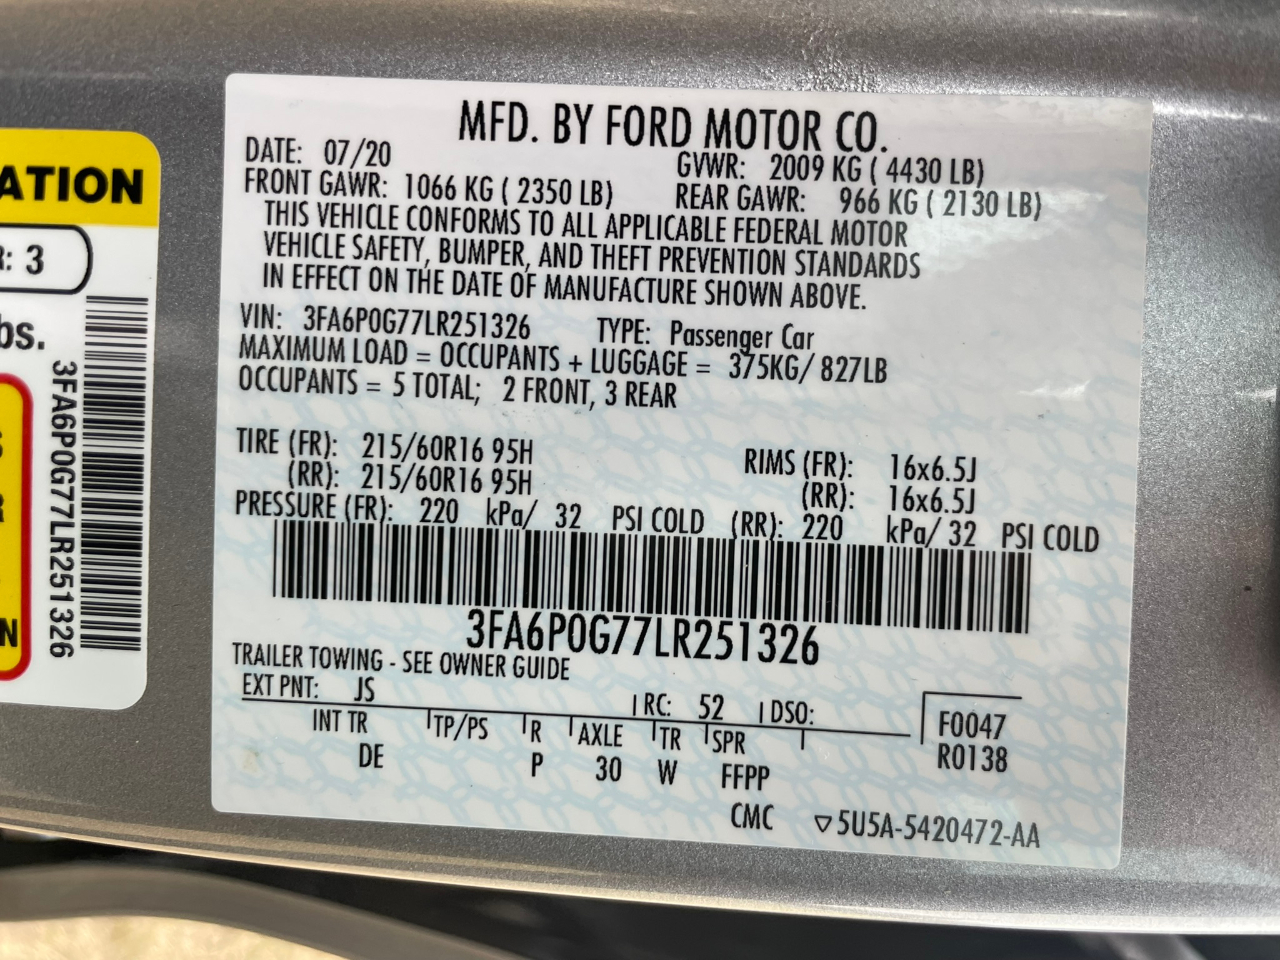 MFD. BY FORD MOTOR CO.
DATE: 07/20 GVWR: 2009 KG ( 4430 LB)
FRONT GAWR: 1066 KG ( 2350 LB) REAR GAWR: 966 KG ( 2130 LB)
THIS VEHICLE CONFORMS TO ALL APPLICABLE FEDERAL MOTOR
VEHICLE SAFETY, BUMPER, AND THEFT PREVENTION STANDARDS
IN EFFECT ON THE DATE OF MANUFACTURE SHOWN ABOVE.
VIN: 3FA6P0G77LR251326 TYPE: Passenger Car
MAXIMUM LOAD = OCCUPANTS + LUGGAGE = 375KG/ 827LB
OCCUPANTS = 5 TOTAL; 2 FRONT, 3 REAR
TIRE (FR): 215/60R16 95H RIMS (FR): 16x6.5J
(RR): 215/60R16 95H (RR): 16x6.5J
PRESSURE (FR): 220 kPa/ 32 PSI COLD (RR): 220 kPa/ 32 PSI COLD
3FA6P0G77LR251326
TRAILER TOWING - SEE OWNER GUIDE
EXT PNT: JS RC: 52 DSO:
INT TR TP/PS R AXLE TR SPR F0047
DE P 30 W FFPP R0138
CMC ▽5U5A-5420472-AA
ATION
R: 3
bs.
3FA6P0G77LR251326
S
R
N